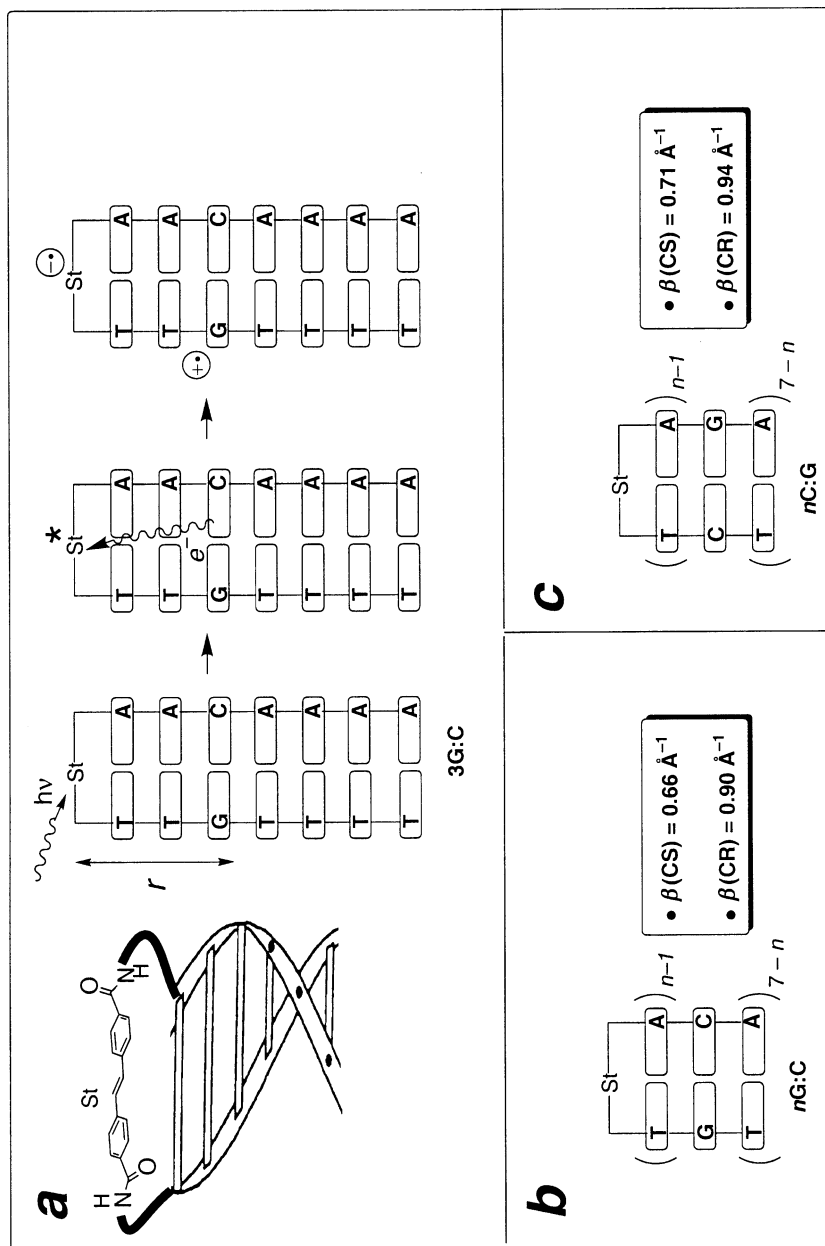 a
O
N
H
St
H
N
O
r
hν
St
T A
T A
G C
T A
T A
T A
T A
3G:C
St *
T A
T A
G C
e⁻
T A
T A
T A
T A
−•
St
T A
T A
G C
+•
T A
T A
T A
T A
b
St
( T A ) n–1
G C
( T A ) 7 – n
nG:C
• β(CS) = 0.66 Å⁻¹
• β(CR) = 0.90 Å⁻¹
c
St
( T A ) n–1
C G
( T A ) 7 – n
nC:G
• β(CS) = 0.71 Å⁻¹
• β(CR) = 0.94 Å⁻¹